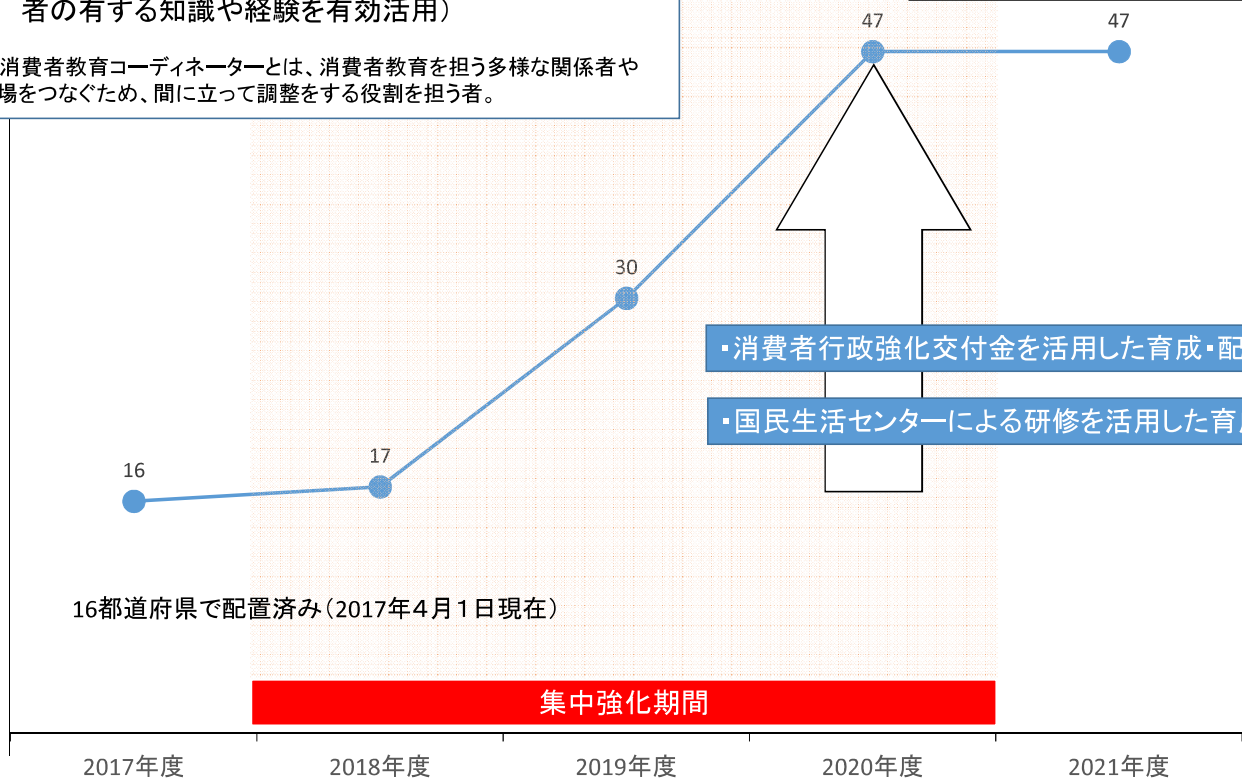 者の有する知識や経験を有効活用）
消費者教育コーディネーターとは、消費者教育を担う多様な関係者や
場をつなぐため、間に立って調整をする役割を担う者。
47
47
30
・消費者行政強化交付金を活用した育成・配
・国民生活センターによる研修を活用した育
17
16
16都道府県で配置済み（2017年４月１日現在）
集中強化期間
2017年度
2018年度
2019年度
2020年度
2021年度